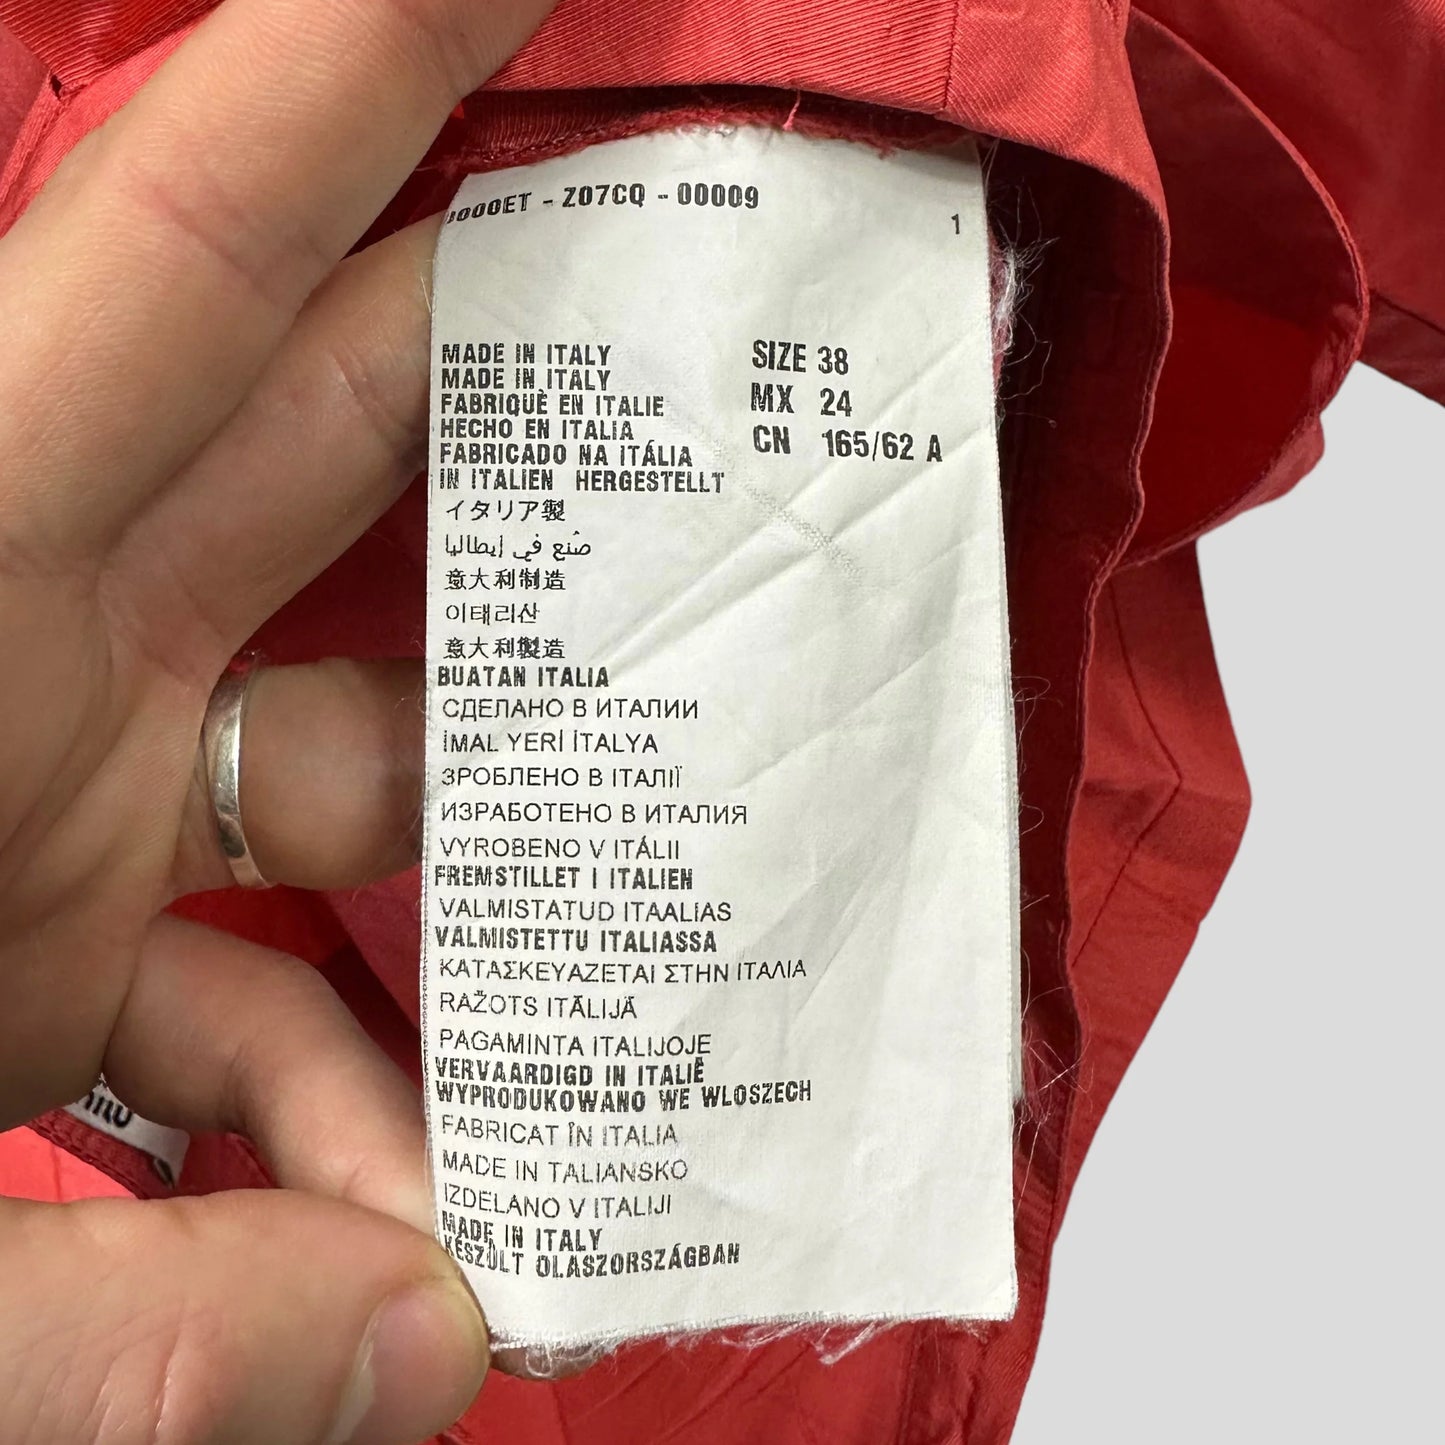 - Z07CQ - 00009
1
MADE IN ITALY
MADE IN ITALY
FABRIQUÈ EN ITALIE
HECHO EN ITALIA
FABRICADO NA ITÁLIA
IN ITALIEN HERGESTELLT
イタリア製
صُنع في إيطاليا
意大利制造
이태리산
意大利製造
BUATAN ITALIA
СДЕЛАНО В ИТАЛИИ
İMAL YERİ İTALYA
ЗРОБЛЕНО В ІТАЛІЇ
ИЗРАБОТЕНО В ИТАЛИЯ
VYROBENO V ITÁLII
FREMSTILLET I ITALIEN
VALMISTATUD ITAALIAS
VALMISTETTU ITALIASSA
ΚΑΤΑΣΚΕΥΑΖΕΤΑΙ ΣΤΗΝ ΙΤΑΛΙΑ
RAŽOTS ITĀLIJĀ
PAGAMINTA ITALIJOJE
VERVAARDIGD IN ITALIË
WYPRODUKOWANO WE WLOSZECH
FABRICAT ÎN ITALIA
MADE IN TALIANSKO
IZDELANO V ITALIJI
MADE IN ITALY
KÉSZÜLT OLASZORSZÁGBAN
SIZE 38
MX 24
CN 165/62 A